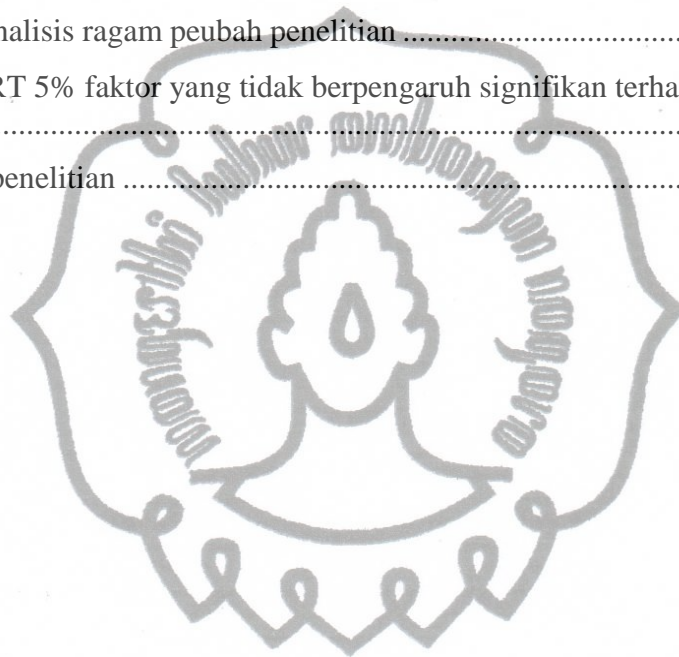 nalisis ragam peubah penelitian ..........................................
RT 5% faktor yang tidak berpengaruh signifikan terha
..........................................................................................
penelitian ..................................................................................